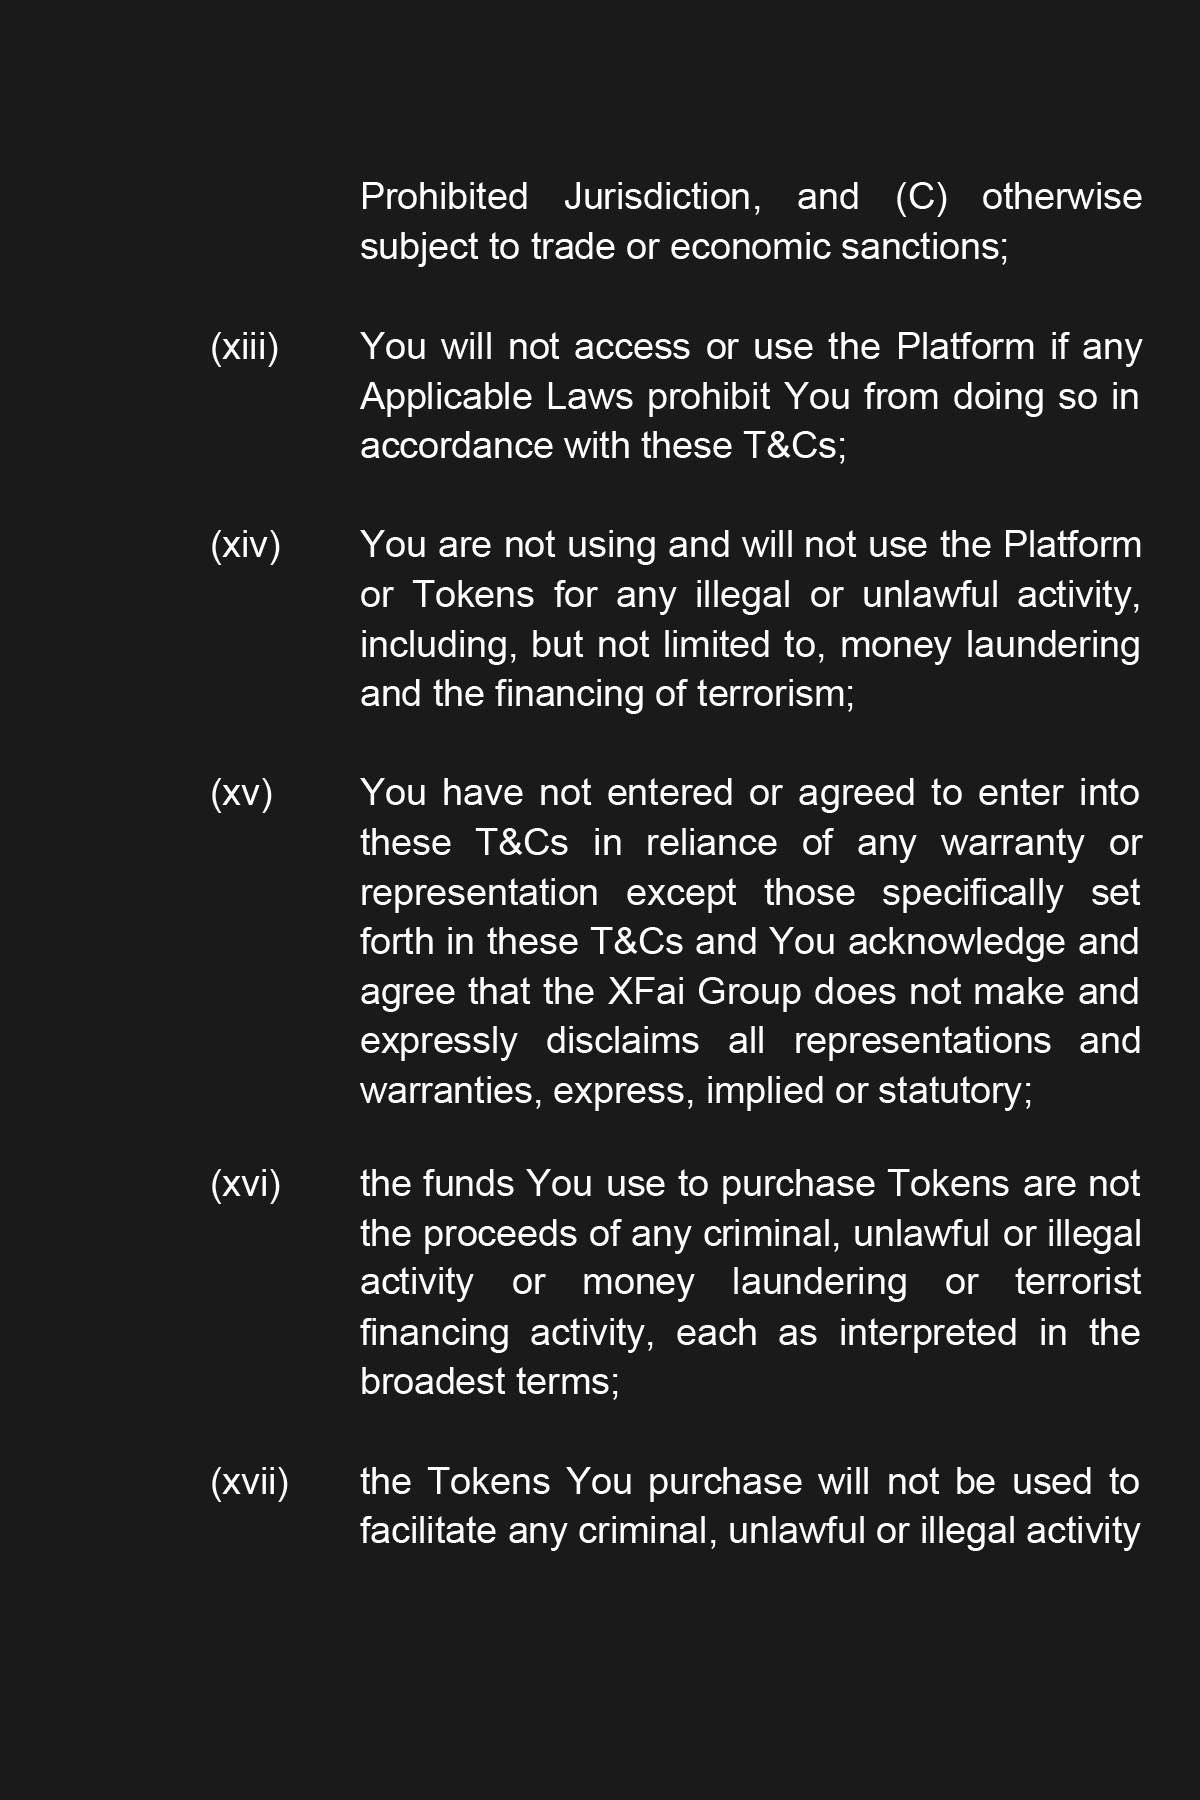 Prohibited Jurisdiction, and (C) otherwise
subject to trade or economic sanctions;
(xiii) You will not access or use the Platform if any
Applicable Laws prohibit You from doing so in
accordance with these T&Cs;
(xiv) You are not using and will not use the Platform
or Tokens for any illegal or unlawful activity,
including, but not limited to, money laundering
and the financing of terrorism;
(xv) You have not entered or agreed to enter into
these T&Cs in reliance of any warranty or
representation except those specifically set
forth in these T&Cs and You acknowledge and
agree that the XFai Group does not make and
expressly disclaims all representations and
warranties, express, implied or statutory;
(xvi) the funds You use to purchase Tokens are not
the proceeds of any criminal, unlawful or illegal
activity or money laundering or terrorist
financing activity, each as interpreted in the
broadest terms;
(xvii) the Tokens You purchase will not be used to
facilitate any criminal, unlawful or illegal activity